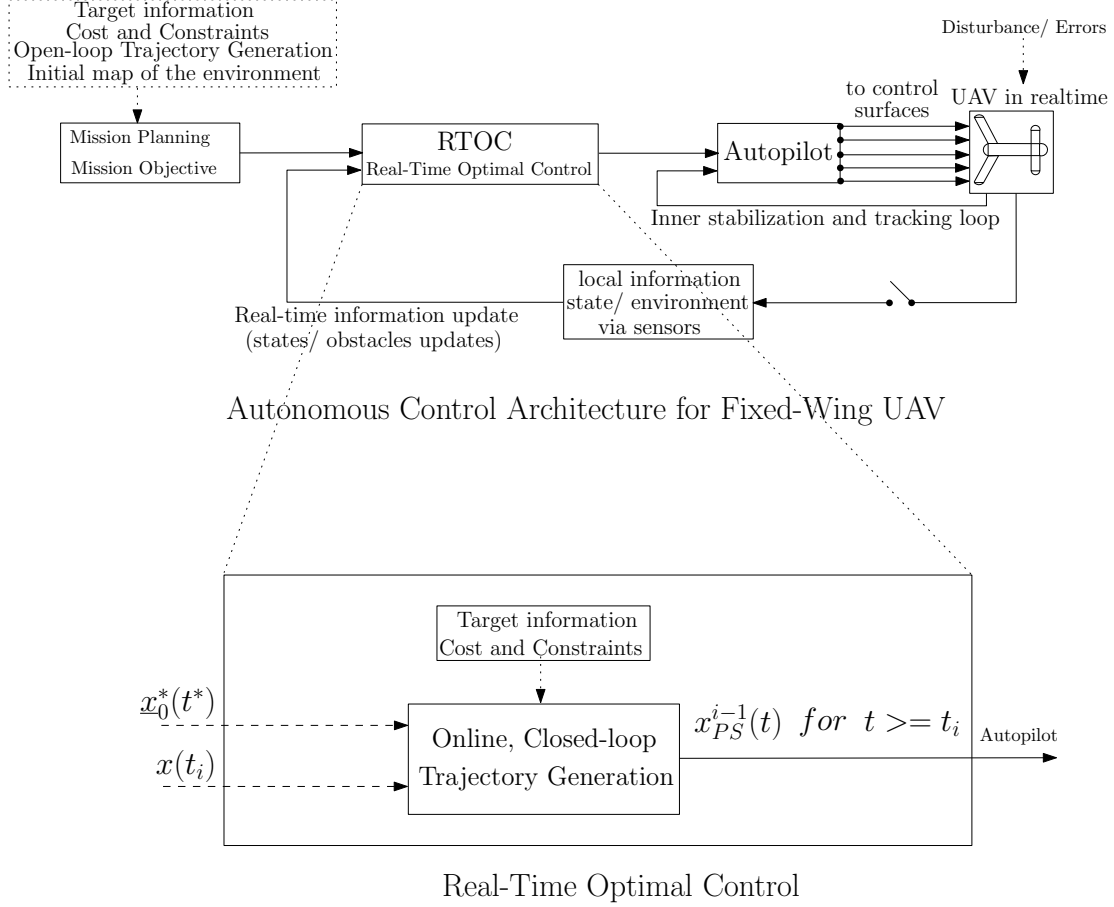 Target information
Cost and Constraints
Open-loop Trajectory Generation
Initial map of the environment
Disturbance/ Errors
to control
surfaces
UAV in realtime
Mission Planning
Mission Objective
RTOC
Real-Time Optimal Control
Autopilot
Inner stabilization and tracking loop
local information
state/ environment
via sensors
Real-time information update
(states/ obstacles updates)
Autonomous Control Architecture for Fixed-Wing UAV
Target information
Cost and Constraints
x₀*(t*)
x(tᵢ)
Online, Closed-loop
Trajectory Generation
x_{PS}^{i-1}(t) for t >= tᵢ
Autopilot
Real-Time Optimal Control